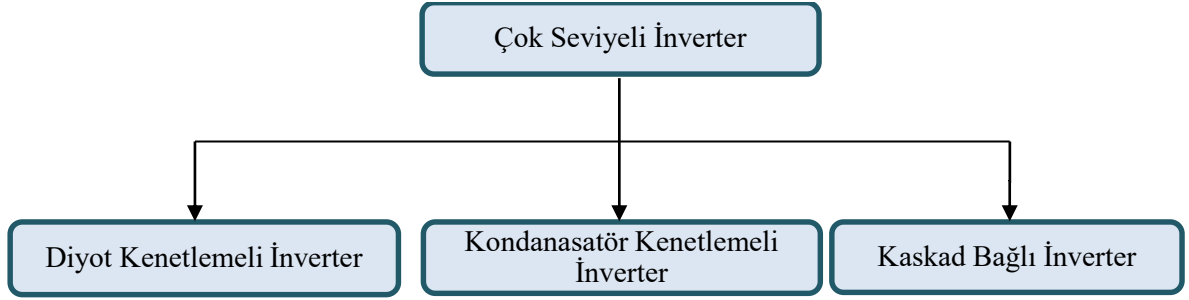 Çok Seviyeli İnverter
Diyot Kenetlemeli İnverter
Kondanasatör Kenetlemeli
İnverter
Kaskad Bağlı İnverter